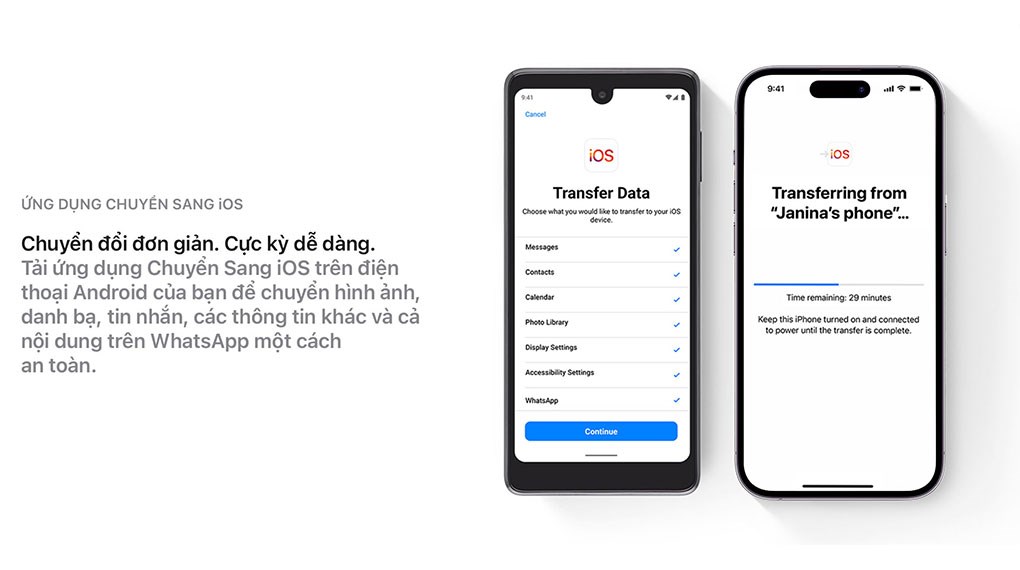 ỨNG DỤNG CHUYỂN SANG iOS
Chuyển đổi đơn giản. Cực kỳ dễ dàng.
Tải ứng dụng Chuyển Sang iOS trên điện
thoại Android của bạn để chuyển hình ảnh,
danh bạ, tin nhắn, các thông tin khác và cả
nội dung trên WhatsApp một cách
an toàn.
9:41
Cancel
iOS
Transfer Data
Choose what you would like to transfer to your iOS
device.
Messages
Contacts
Calendar
Photo Library
Display Settings
Accessibility Settings
WhatsApp
Continue
9:41
iOS
Transferring from
“Janina’s phone”...
Time remaining: 29 minutes
Keep this iPhone turned on and connected
to power until the transfer is complete.